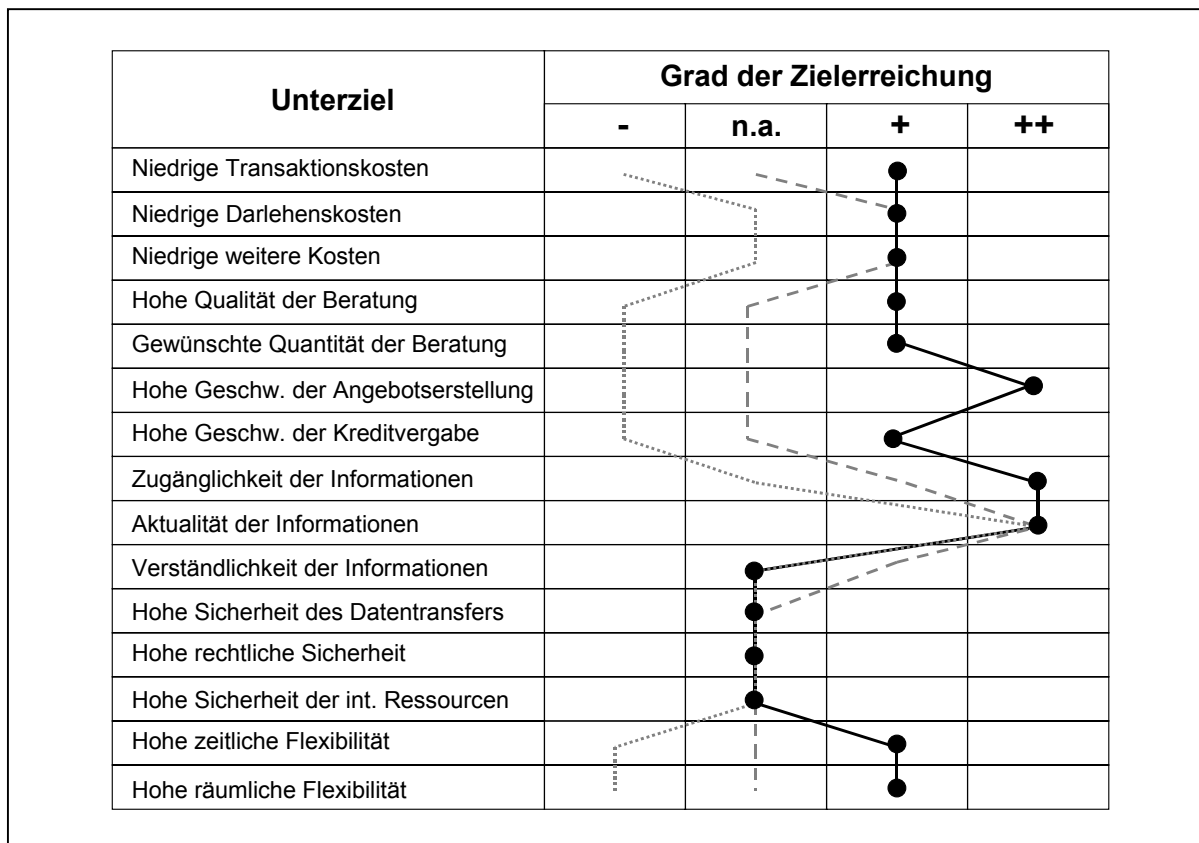 Unterziel
Grad der Zielerreichung
- n.a. + ++
Niedrige Transaktionskosten
Niedrige Darlehenskosten
Niedrige weitere Kosten
Hohe Qualität der Beratung
Gewünschte Quantität der Beratung
Hohe Geschw. der Angebotserstellung
Hohe Geschw. der Kreditvergabe
Zugänglichkeit der Informationen
Aktualität der Informationen
Verständlichkeit der Informationen
Hohe Sicherheit des Datentransfers
Hohe rechtliche Sicherheit
Hohe Sicherheit der int. Ressourcen
Hohe zeitliche Flexibilität
Hohe räumliche Flexibilität